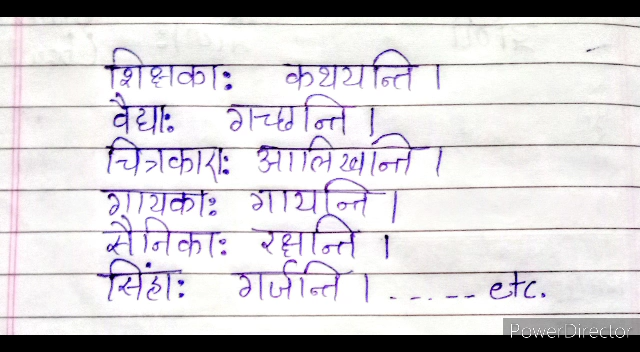 शिक्षकाः कथयन्ति ।
वैद्याः गच्छन्ति ।
चित्रकाराः आलिखन्ति ।
गायकाः गायन्ति ।
सैनिकाः रक्षन्ति ।
सिंहाः गर्जन्ति । ----- etc.
PowerDirector